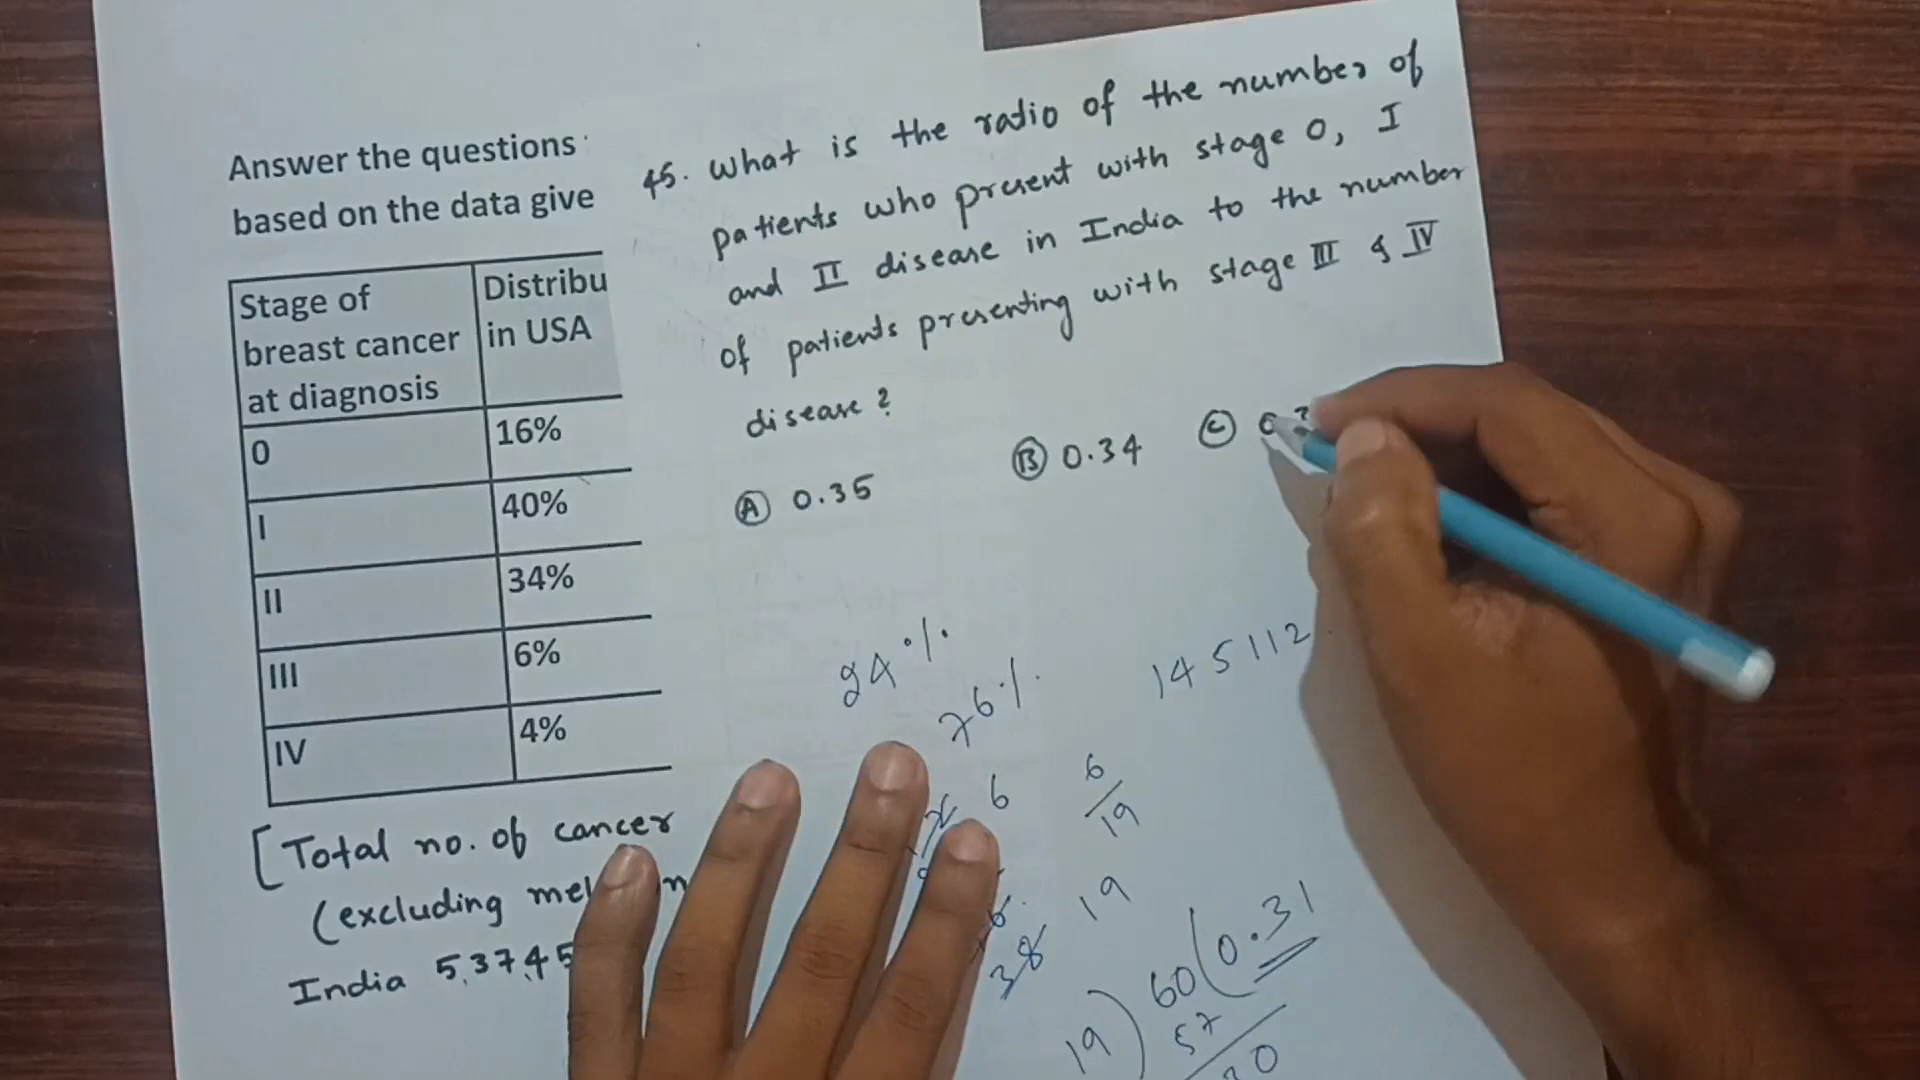 Answer the questions
based on the data give
Stage of
breast cancer
at diagnosis
Distribu
in USA
0
16%
I
40%
II
34%
III
6%
IV
4%
[Total no. of cancer
(excluding
India 5,3745
45. What is the ratio of the number of
patients who present with stage 0, I
and II disease in India to the number
of patients presenting with stage III & IV
disease?
A 0.35
B 0.34
C 0.3
24%
76%
145112
6
6
19
19
38
19) 60 (0.31
57